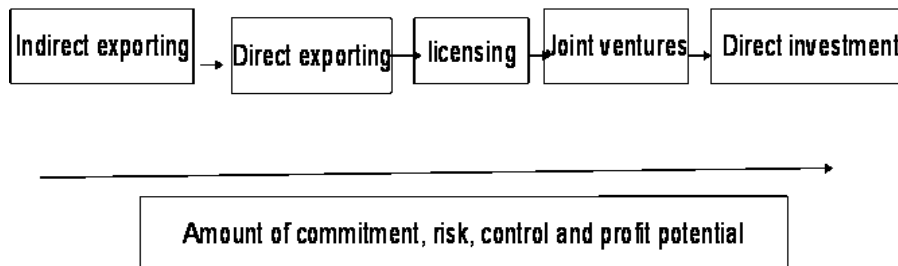 Indirect exporting
Direct exporting
licensing
Joint ventures
Direct investment
Amount of commitment, risk, control and profit potential